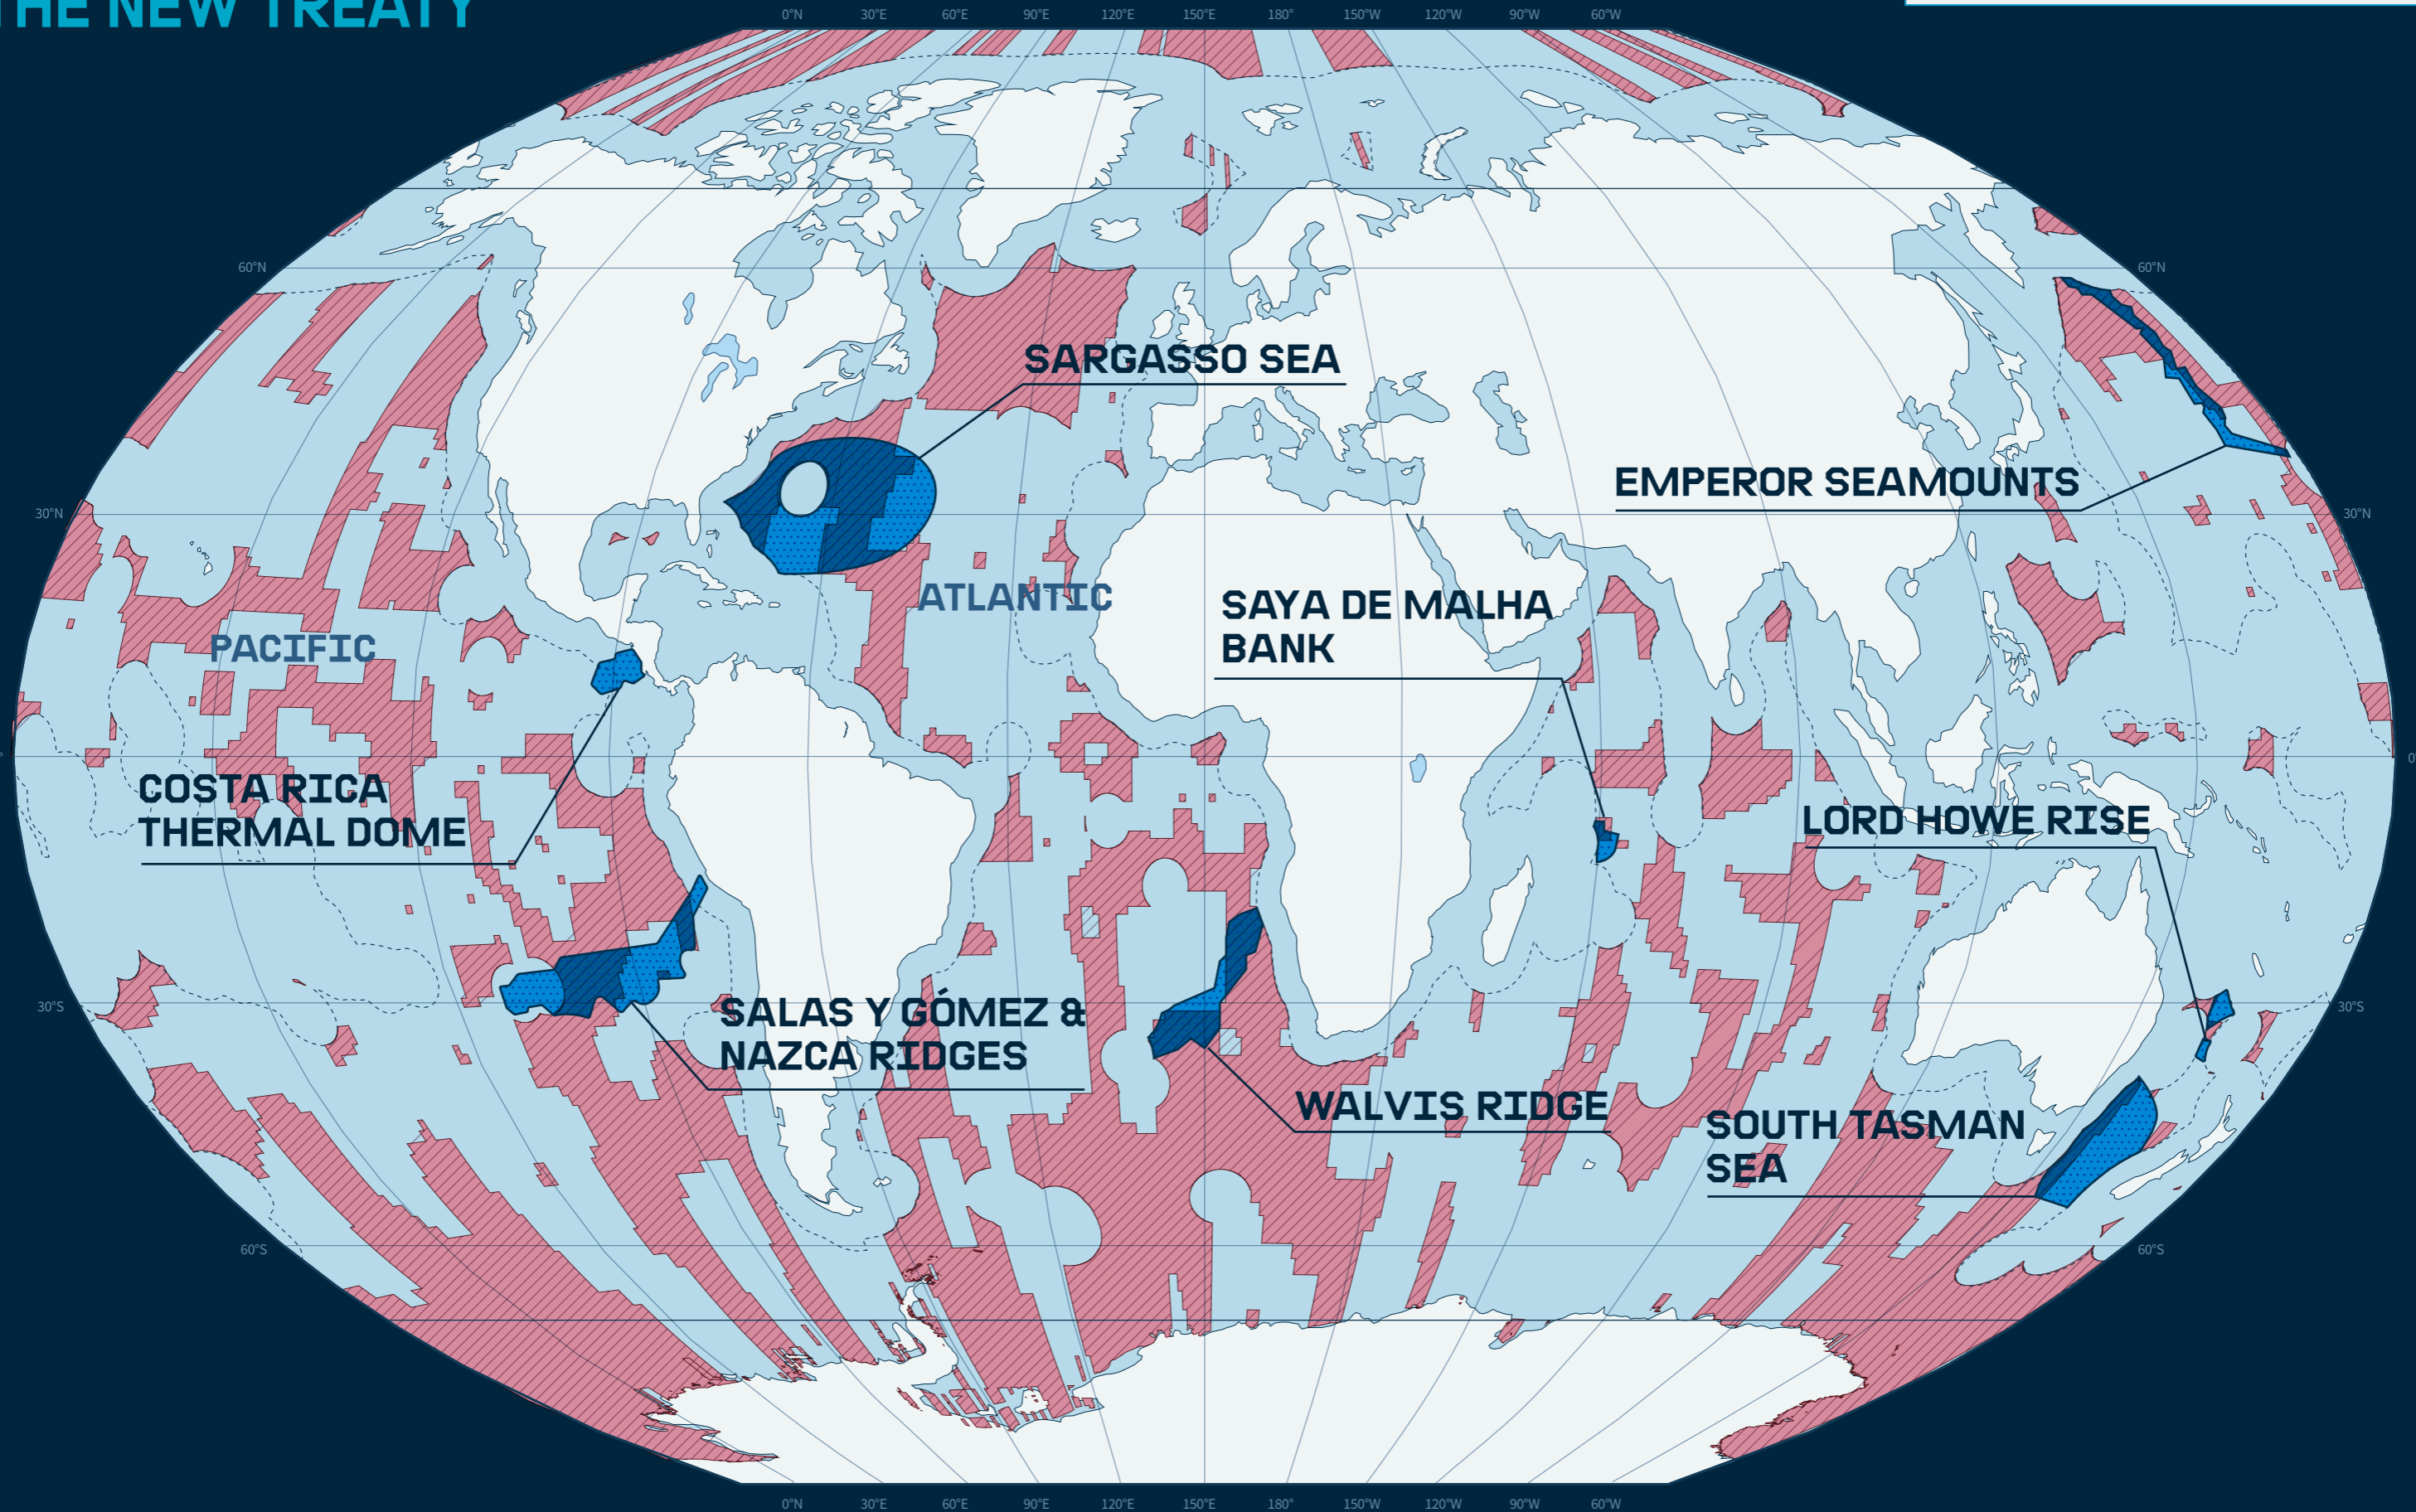 THE NEW TREATY
0°N 30°E 60°E 90°E 120°E 150°E 180° 150°W 120°W 90°W 60°W
60°N 60°N
SARGASSO SEA
EMPEROR SEAMOUNTS
30°N 30°N
ATLANTIC
SAYA DE MALHA
BANK
PACIFIC
COSTA RICA
THERMAL DOME
LORD HOWE RISE
30°S 30°S
SALAS Y GÓMEZ &
NAZCA RIDGES
WALVIS RIDGE
SOUTH TASMAN
SEA
60°S 60°S
0°N 30°E 60°E 90°E 120°E 150°E 180° 150°W 120°W 90°W 60°W